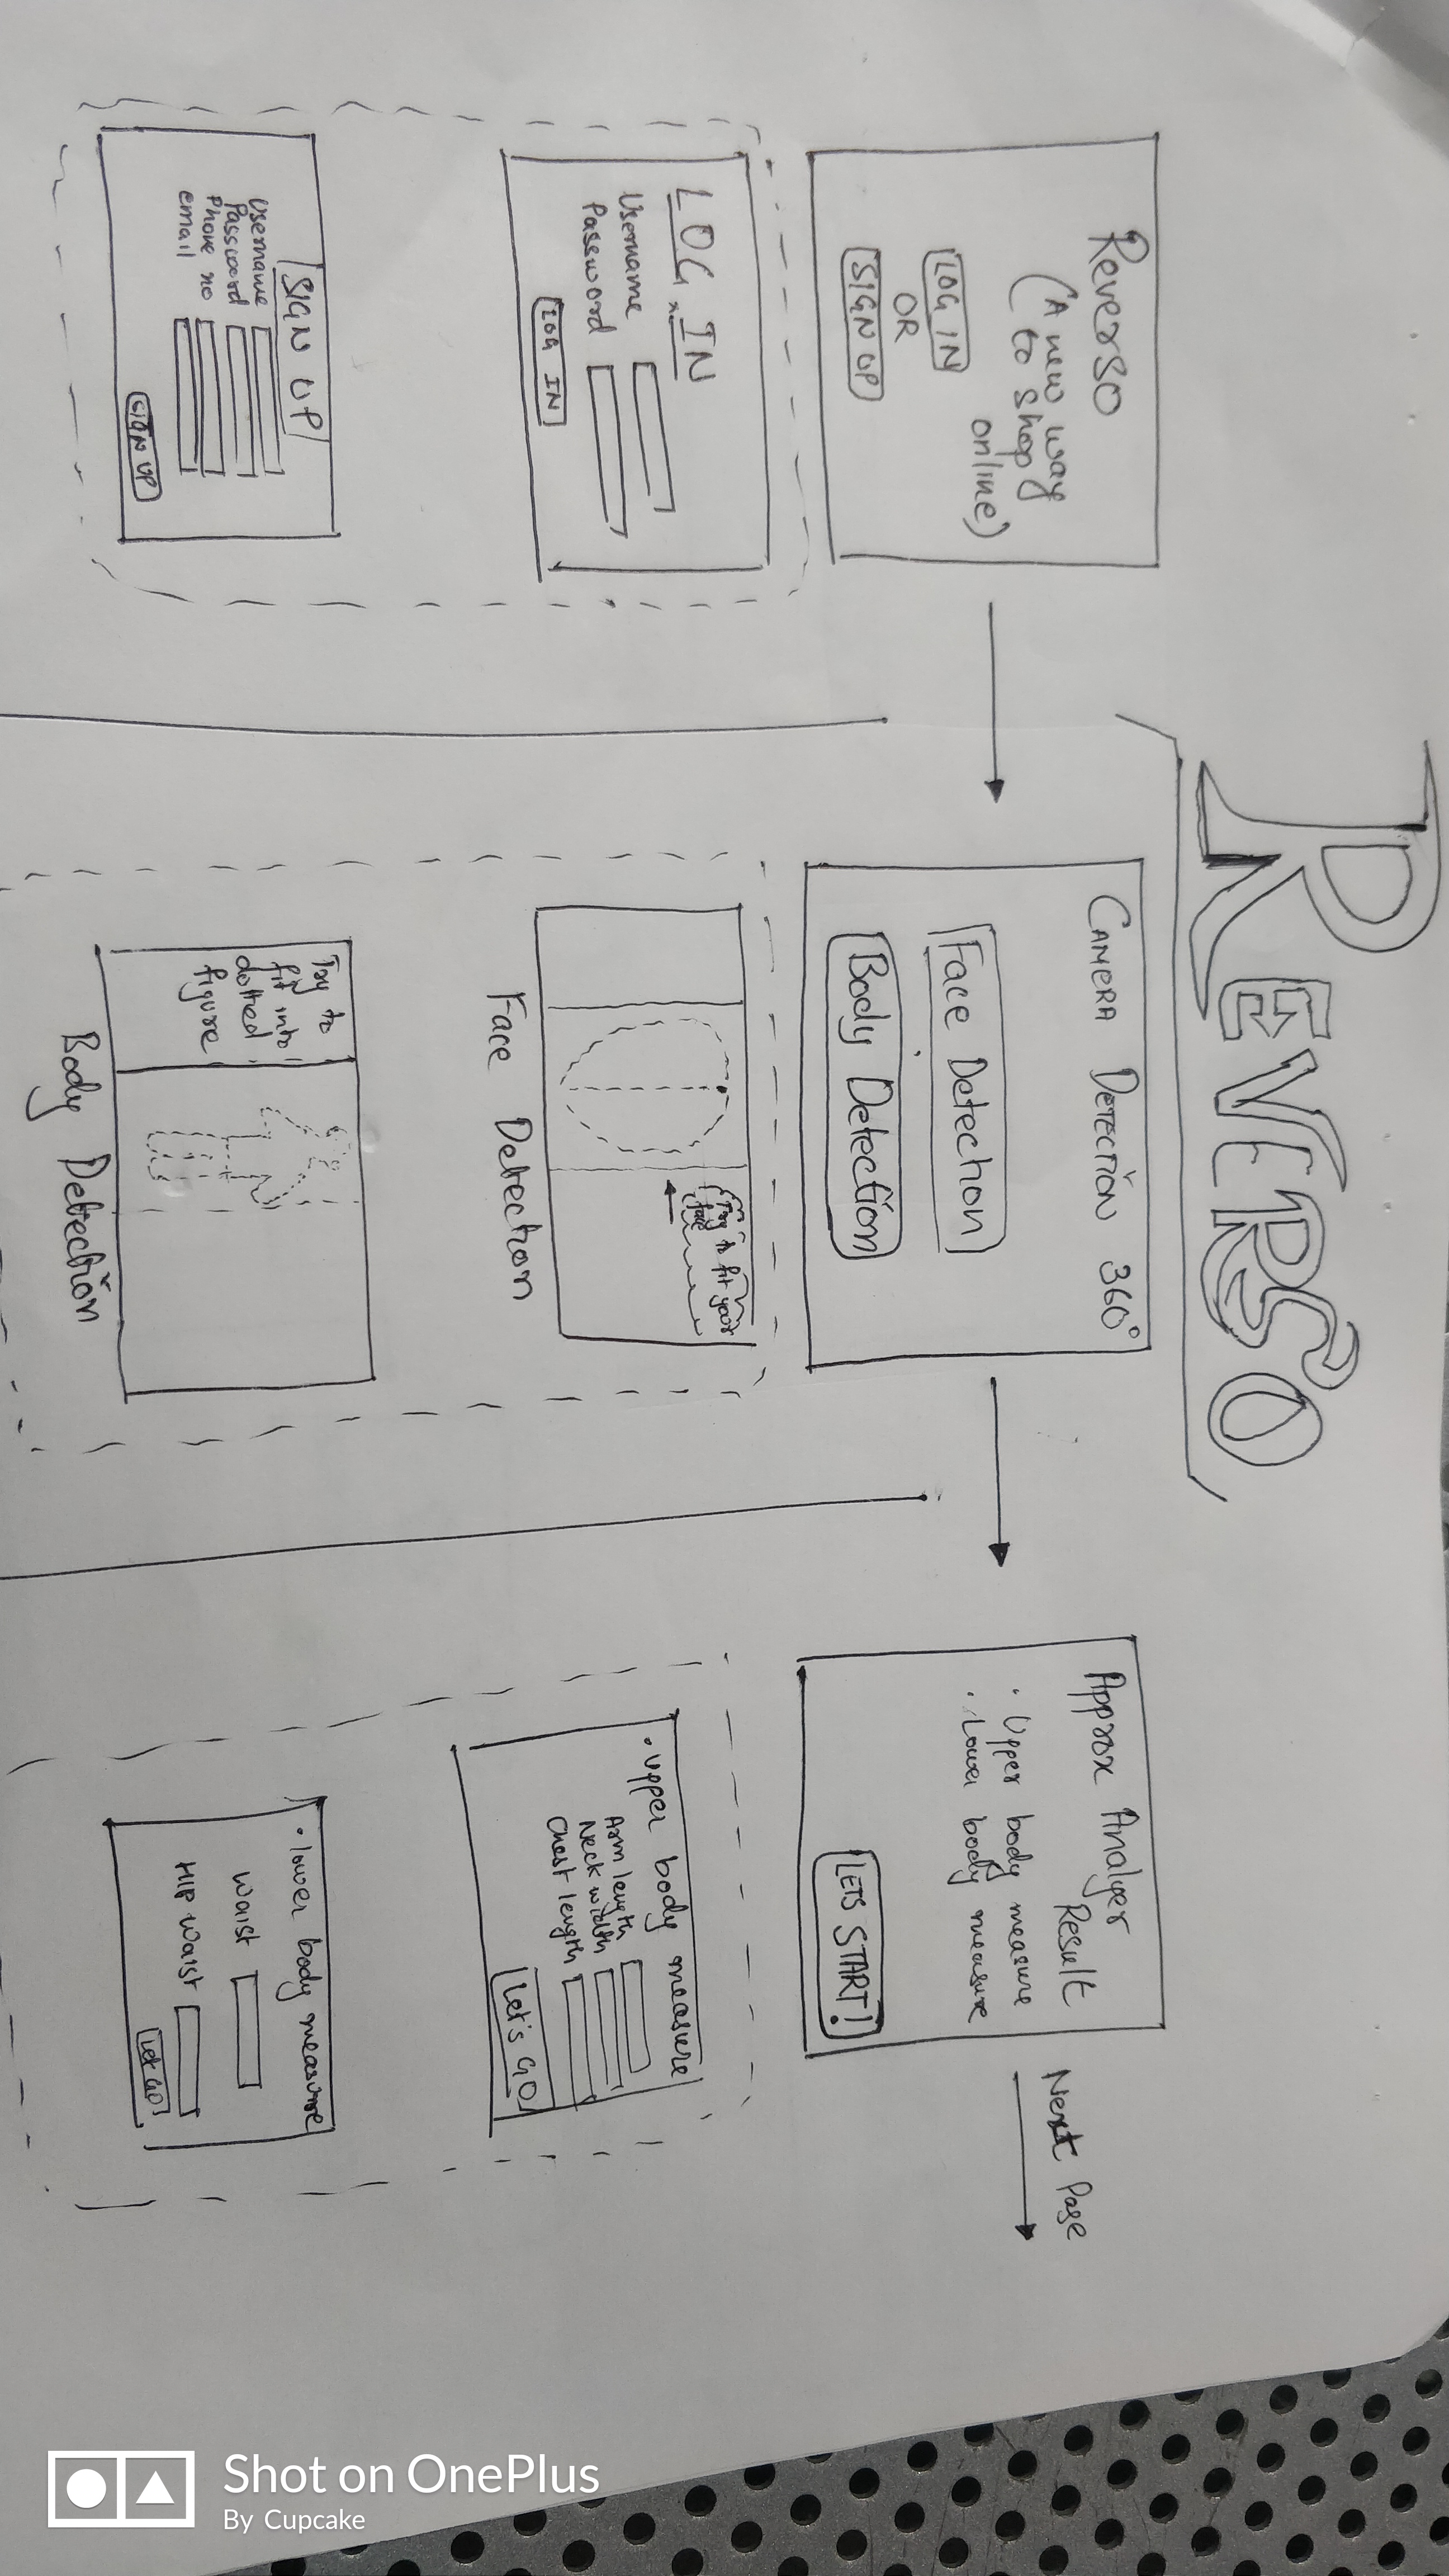 REVERSO
Reverso
(A new way
to shop
online)
LOG IN
OR
SIGN UP
LOG IN
Username
Password
LOG IN
SIGN UP
Username
Password
Phone no
email
SIGN UP
CAMERA DETECTION 360°
Face Detection
Body Detection
Try to fit your
face
Face Detection
Try to
fit into
dotted
figure
Body Detection
Approx Analyer
Result
· Upper body measure
· Lower body measure
LETS START!
Next Page
· Upper body measure
Arm length
Neck width
Chest length
Let's GO
· lower body measure
Waist
HIP Waist
Let GO
Shot on OnePlus
By Cupcake